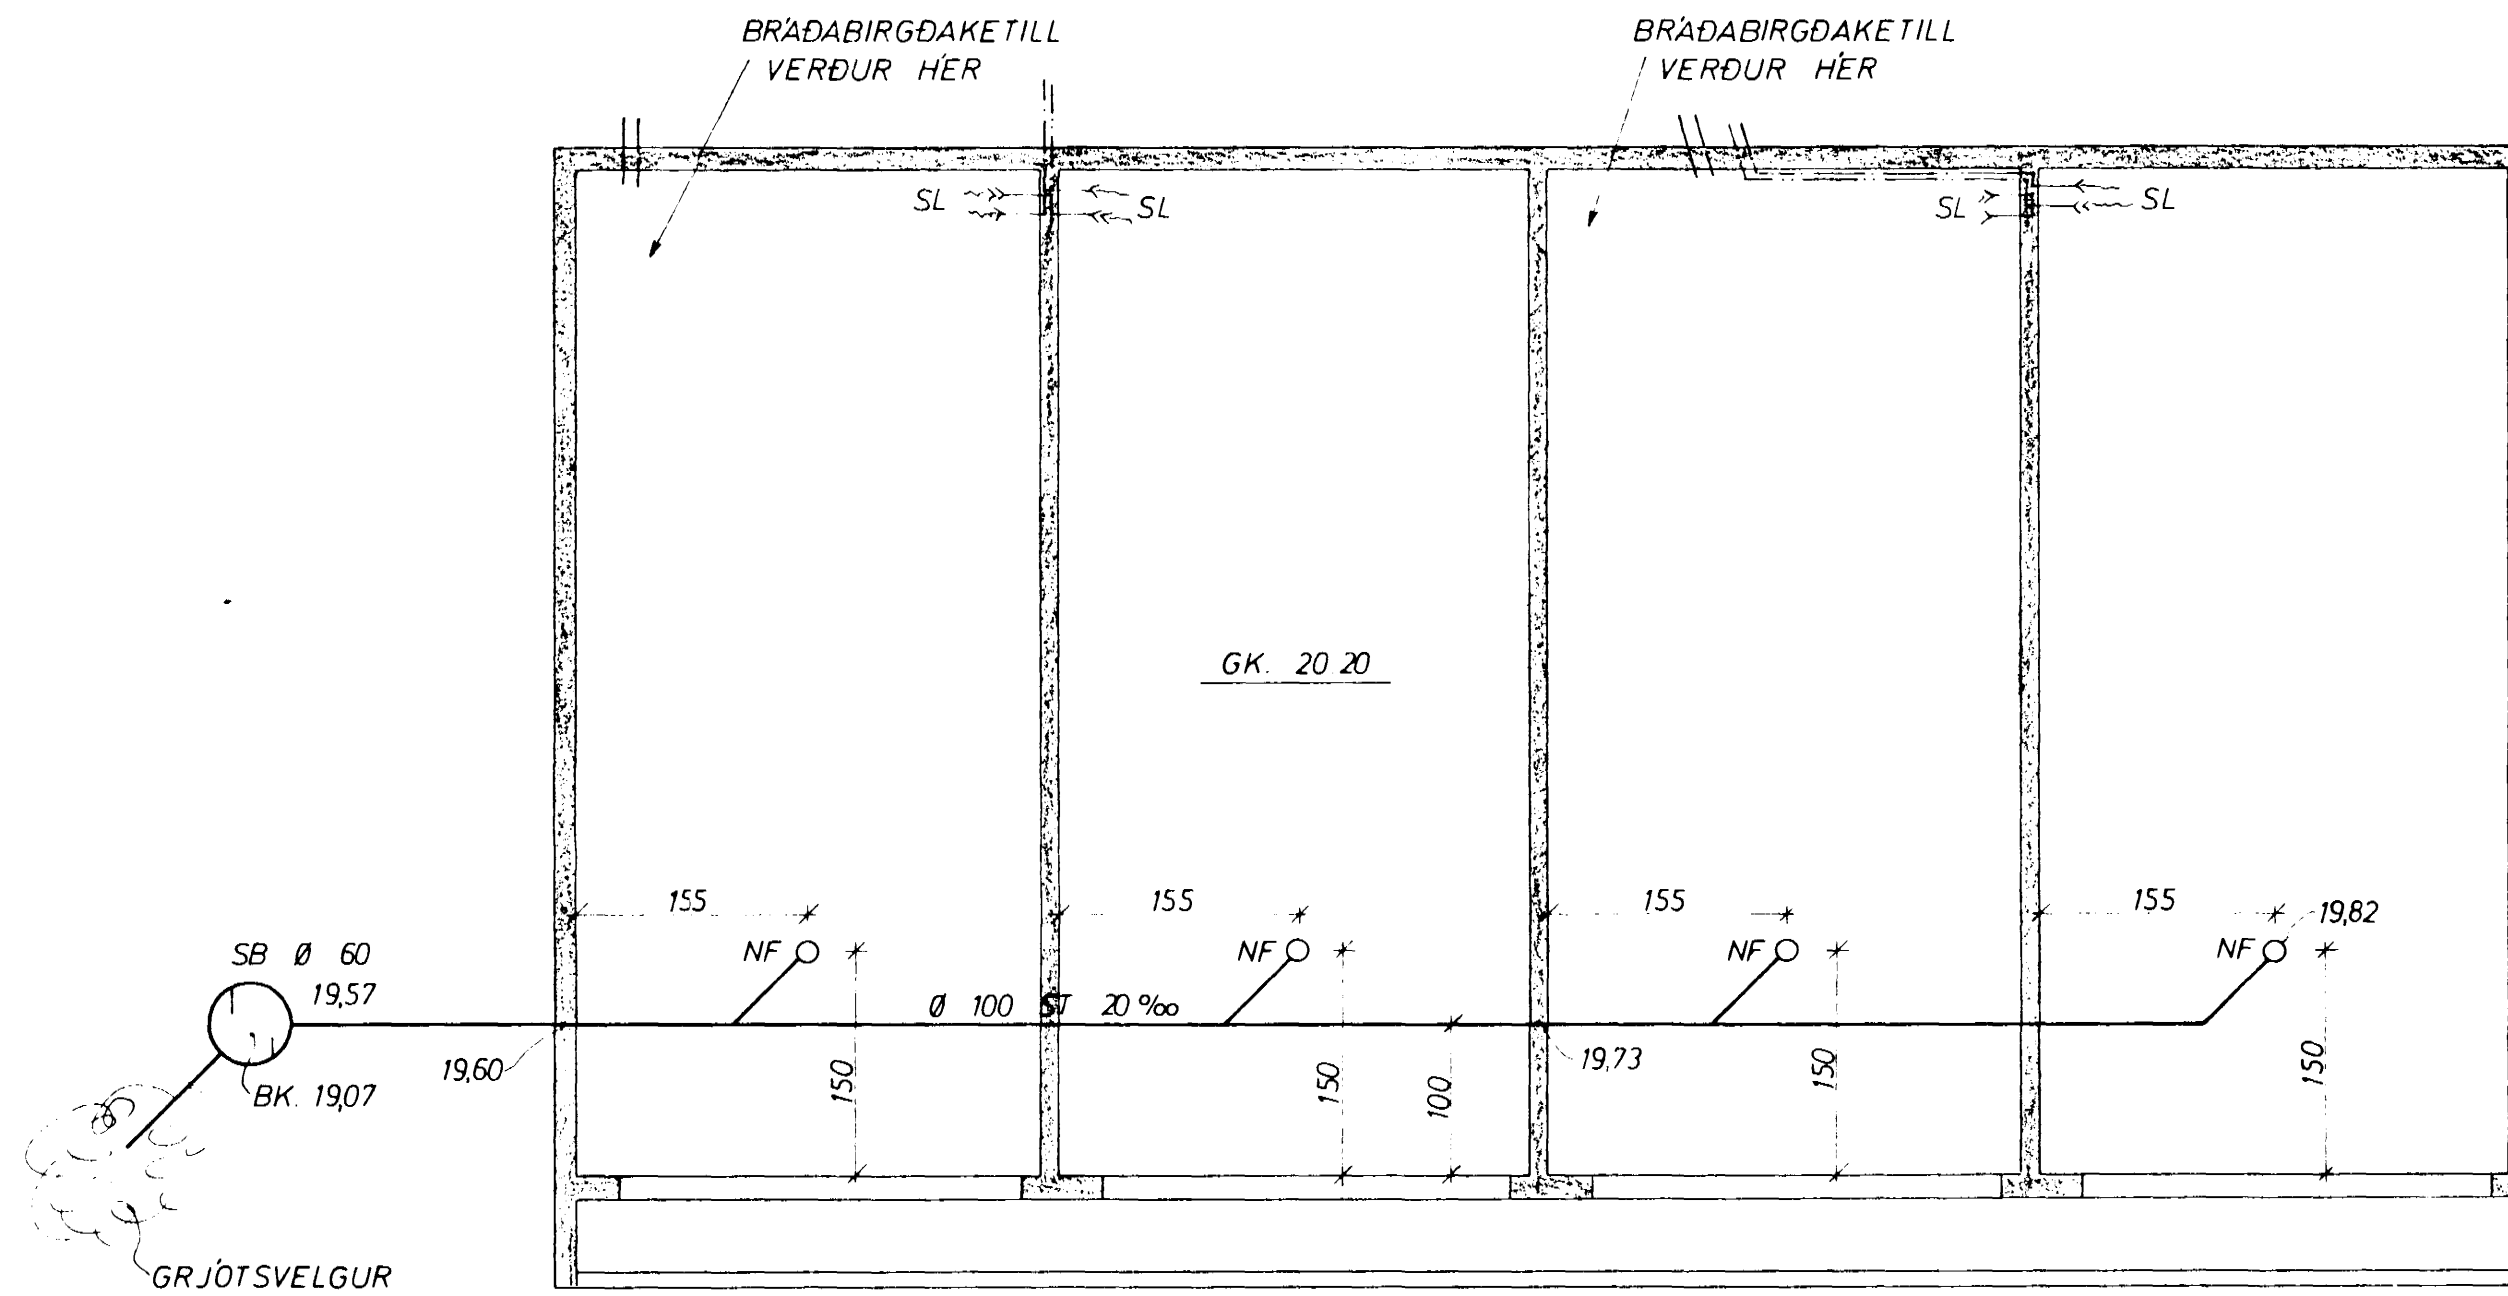 BRÁÐABIRGÐAKETILL
VERÐUR HÉR
BRÁÐABIRGÐAKETILL
VERÐUR HÉR
SL
SL
SL
SL
GK. 20.20
155
155
155
155
19,82
NF
NF
NF
NF
SB Ø 60
19,57
Ø 100 ST 20 ‰
19,60
19,73
BK. 19,07
150
150
100
150
150
GRJÓTSVELGUR